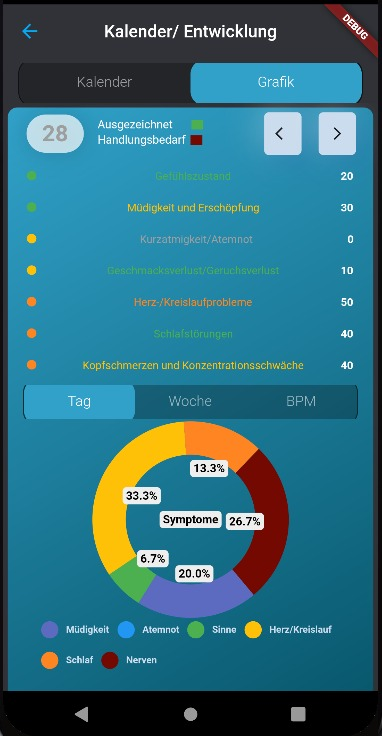 DEBUG
Kalender/ Entwicklung
Kalender
Grafik
28
Ausgezeichnet
Handlungsbedarf
Gefühlszustand 20
Müdigkeit und Erschöpfung 30
Kurzatmigkeit/Atemnot 0
Geschmacksverlust/Geruchsverlust 10
Herz-/Kreislaufprobleme 50
Schlafstörungen 40
Kopfschmerzen und Konzentrationsschwäche 40
Tag
Woche
BPM
13.3%
33.3%
Symptome
26.7%
6.7%
20.0%
Müdigkeit Atemnot Sinne Herz/Kreislauf
Schlaf Nerven